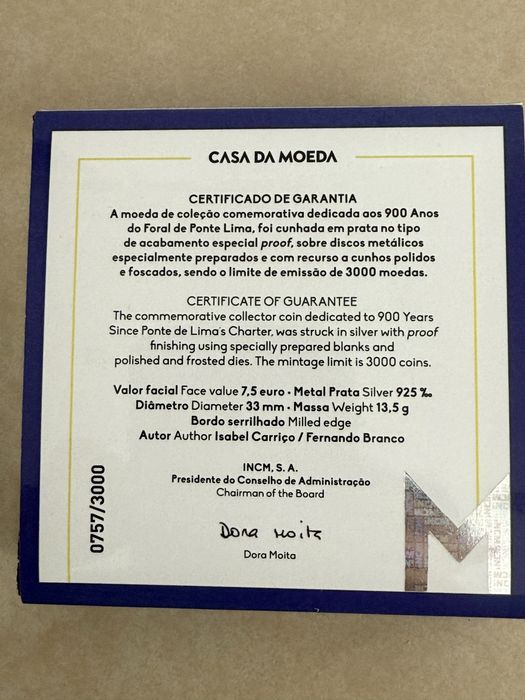 CASA DA MOEDA
CERTIFICADO DE GARANTIA
A moeda de coleção comemorativa dedicada aos 900 Anos
do Foral de Ponte Lima, foi cunhada em prata no tipo
de acabamento especial proof, sobre discos metálicos
especialmente preparados e com recurso a cunhos polidos
e foscados, sendo o limite de emissão de 3000 moedas.
CERTIFICATE OF GUARANTEE
The commemorative collector coin dedicated to 900 Years
Since Ponte de Lima's Charter, was struck in silver with proof
finishing using specially prepared blanks and
polished and frosted dies. The mintage limit is 3000 coins.
Valor facial Face value 7,5 euro • Metal Prata Silver 925 ‰
Diâmetro Diameter 33 mm • Massa Weight 13,5 g
Bordo serrilhado Milled edge
Autor Author Isabel Carriço / Fernando Branco
INCM, S. A.
Presidente do Conselho de Administração
Chairman of the Board
Dora Moita
Dora Moita
0757/3000